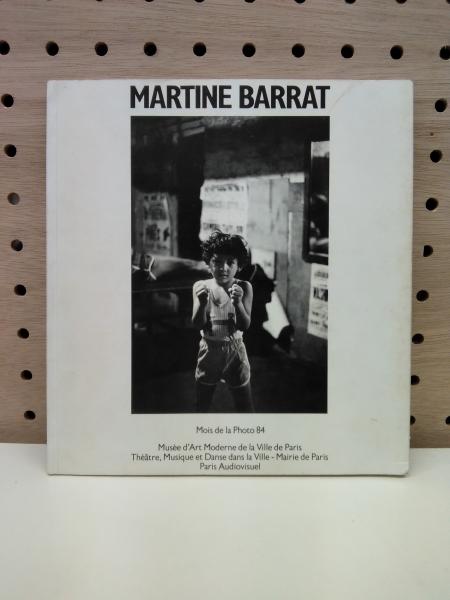 MARTINE BARRAT
Mois de la Photo 84
Musée d'Art Moderne de la Ville de Paris
Théâtre, Musique et Danse dans la Ville - Mairie de Paris
Paris Audiovisuel